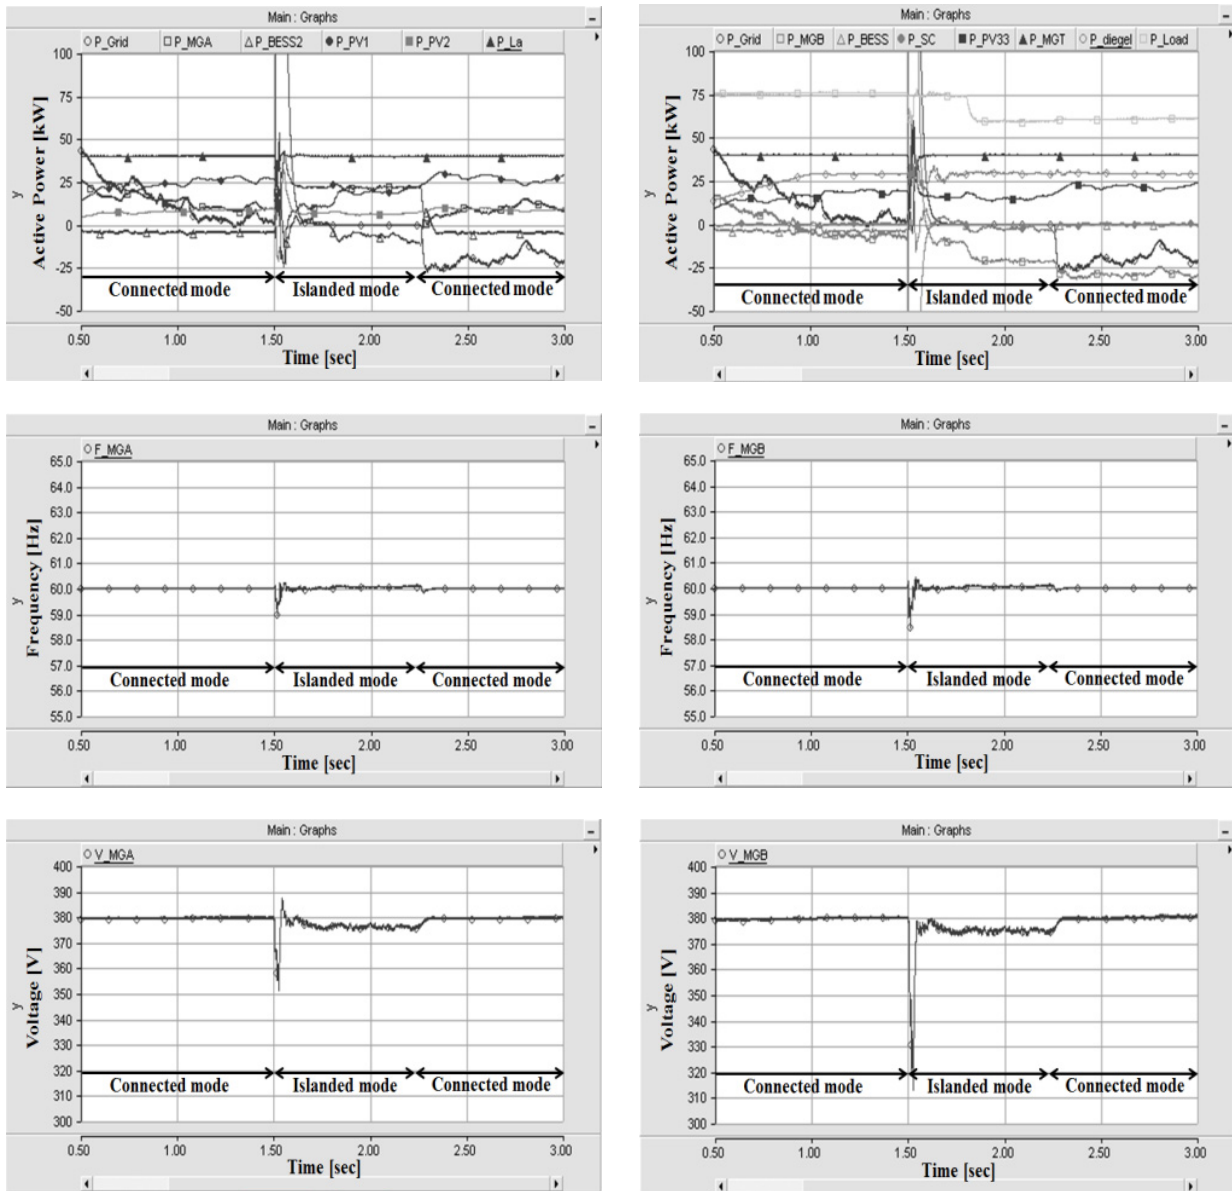 Main : Graphs
P_Grid P_MGA P_BESS2 P_PV1 P_PV2 P_La
100
75
50
25
0
-25
-50
y
Active Power [kW]
Connected mode Islanded mode Connected mode
0.50 1.00 1.50 2.00 2.50 3.00
Time [sec]
Main : Graphs
P_Grid P_MGB P_BESS P_SC P_PV33 P_MGT P_diegel P_Load
100
75
50
25
0
-25
-50
y
Active Power [kW]
Connected mode Islanded mode Connected mode
0.50 1.00 1.50 2.00 2.50 3.00
Time [sec]
Main : Graphs
F_MGA
65.0
64.0
63.0
62.0
61.0
60.0
59.0
58.0
57.0
56.0
55.0
y
Frequency [Hz]
Connected mode Islanded mode Connected mode
0.50 1.00 1.50 2.00 2.50 3.00
Time [sec]
Main : Graphs
F_MGB
65.0
64.0
63.0
62.0
61.0
60.0
59.0
58.0
57.0
56.0
55.0
y
Frequency [Hz]
Connected mode Islanded mode Connected mode
0.50 1.00 1.50 2.00 2.50 3.00
Time [sec]
Main : Graphs
V_MGA
400
390
380
370
360
350
340
330
320
310
300
y
Voltage [V]
Connected mode Islanded mode Connected mode
0.50 1.00 1.50 2.00 2.50 3.00
Time [sec]
Main : Graphs
V_MGB
400
390
380
370
360
350
340
330
320
310
300
y
Voltage [V]
Connected mode Islanded mode Connected mode
0.50 1.00 1.50 2.00 2.50 3.00
Time [sec]